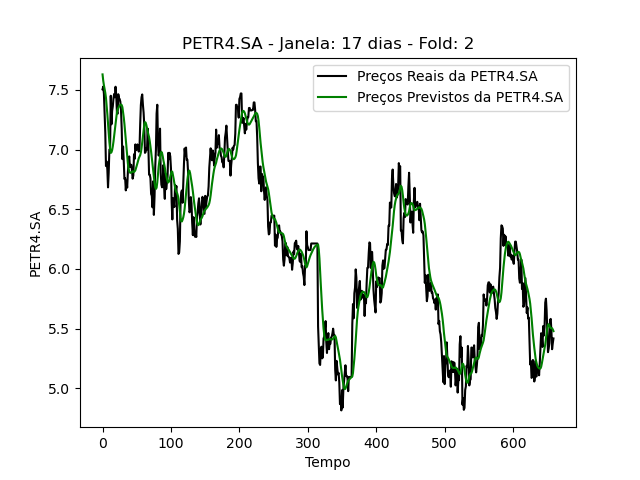 PETR4.SA - Janela: 17 dias - Fold: 2
Preços Reais da PETR4.SA
Preços Previstos da PETR4.SA
7.5
7.0
6.5
6.0
5.5
5.0
PETR4.SA
0 100 200 300 400 500 600
Tempo